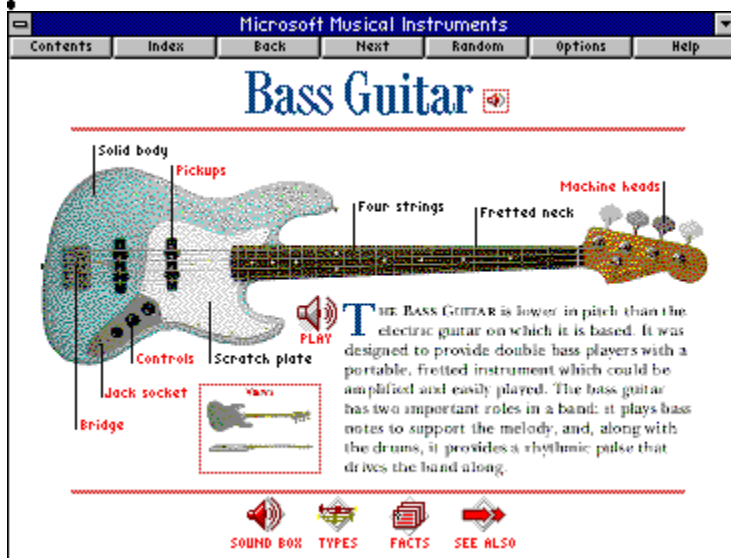 Microsoft Musical Instruments
Contents Index Back Next Random Options Help
Bass Guitar
Solid body
Pickups
Machine heads
Four strings
Fretted neck
THE BASS GUITAR is lower in pitch than the
electric guitar on which it is based. It was
designed to provide double bass players with a
portable, fretted instrument which could be
amplified and easily played. The bass guitar
has two important roles in a band: it plays bass
notes to support the melody, and, along with
the drums, it provides a rhythmic pulse that
drives the band along.
PLAY
Controls
Scratch plate
Jack socket
Bridge
Views
SOUND BOX TYPES FACTS SEE ALSO